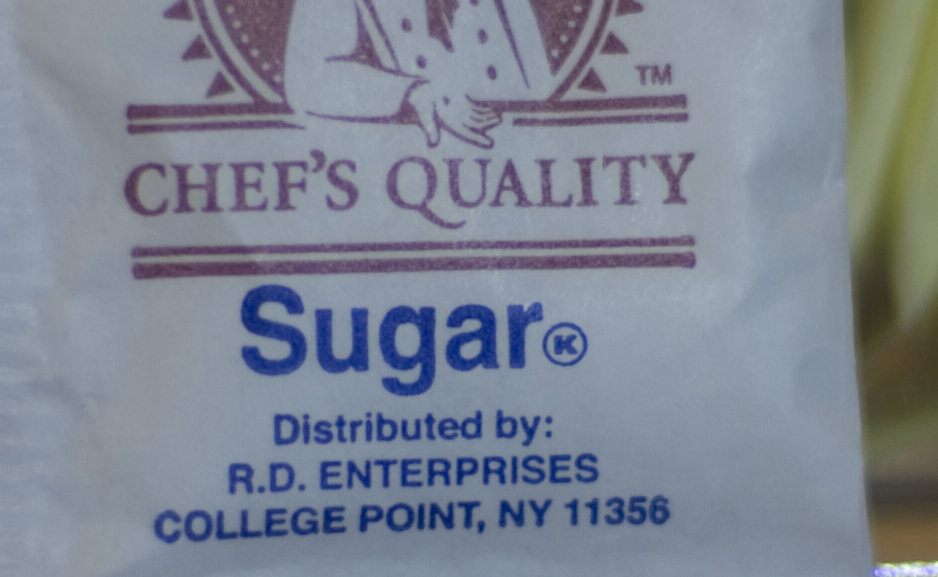 TM
CHEF'S QUALITY
Sugar Ⓚ
Distributed by:
R.D. ENTERPRISES
COLLEGE POINT, NY 11356